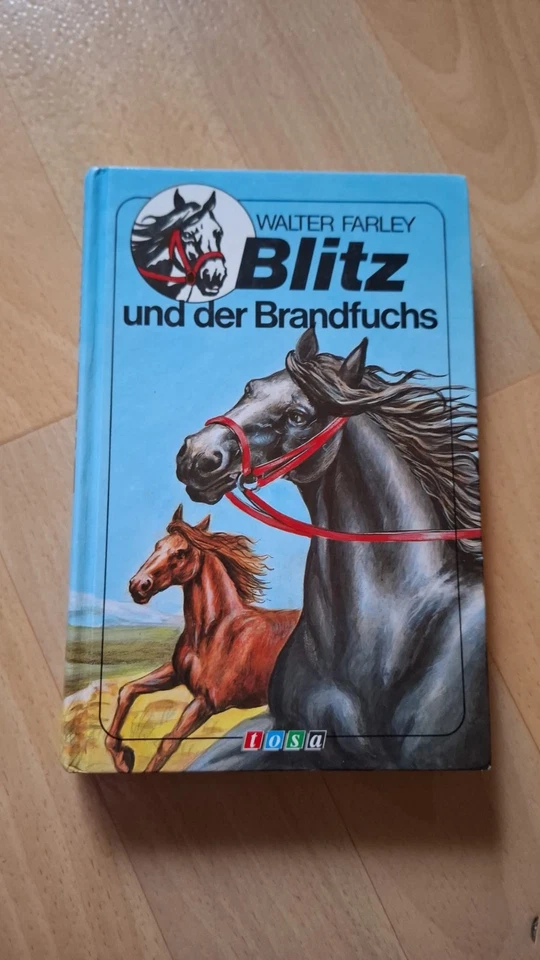 WALTER FARLEY
Blitz
und der Brandfuchs
tosa